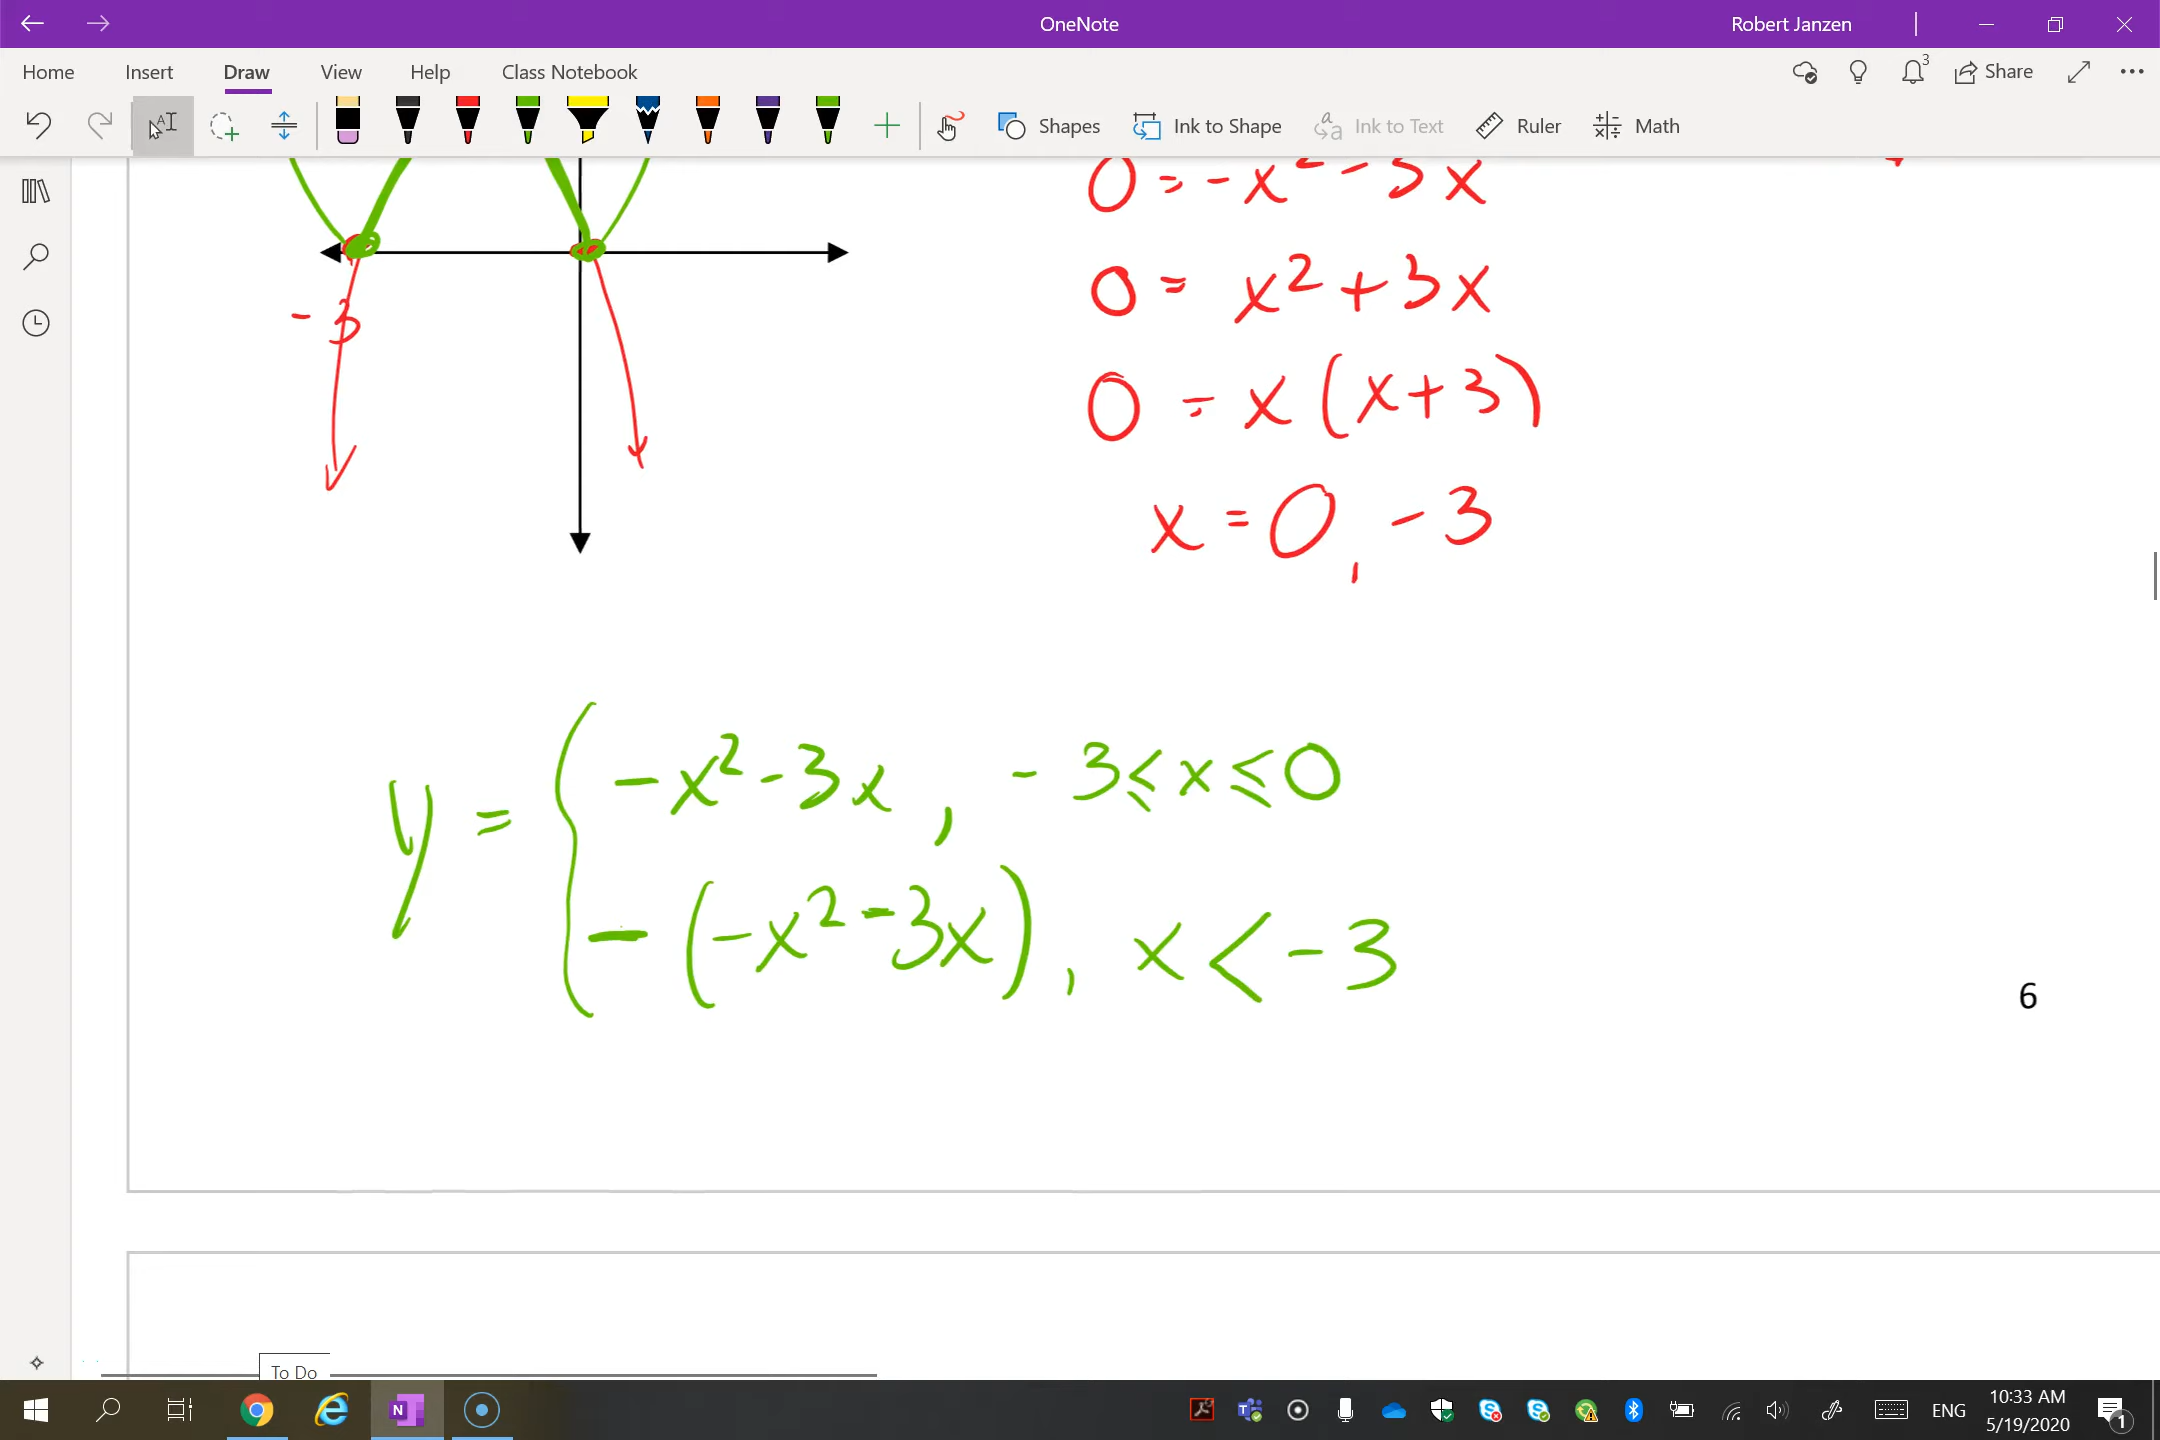 OneNote
Robert Janzen
Home Insert Draw View Help Class Notebook
3
Share
Shapes Ink to Shape Ink to Text Ruler Math
0 = -x² - 3x
0 = x² + 3x
-3
0 = x(x+3)
x = 0, -3
y = { -x² - 3x, -3 ≤ x ≤ 0
-(-x² - 3x), x < -3
6
To Do
ENG
10:33 AM
5/19/2020
1